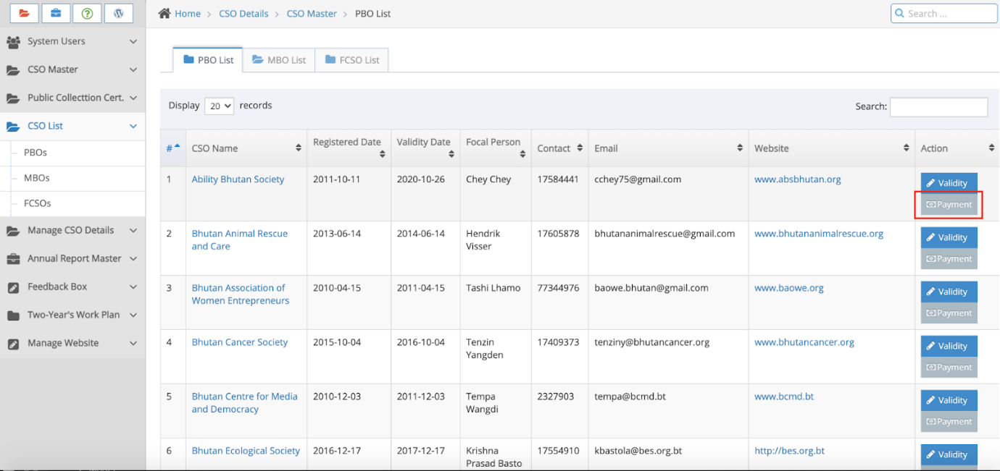 Home > CSO Details > CSO Master > PBO List
Search ...
System Users
CSO Master
Public Collecttion Cert.
CSO List
PBOs
MBOs
FCSOs
Manage CSO Details
Annual Report Master
Feedback Box
Two-Year's Work Plan
Manage Website
PBO List MBO List FCSO List
Display 20 records
Search:
# CSO Name Registered Date Validity Date Focal Person Contact Email Website Action
1 Ability Bhutan Society 2011-10-11 2020-10-26 Chey Chey 17584441 cchey75@gmail.com www.absbhutan.org Validity
Payment
2 Bhutan Animal Rescue 2013-06-14 2014-06-14 Hendrik 17605878 bhutananimalrescue@gmail.com www.bhutananimalrescue.org Validity
and Care Visser
Payment
3 Bhutan Association of 2010-04-15 2011-04-15 Tashi Lhamo 77344976 baowe.bhutan@gmail.com www.baowe.org Validity
Women Entrepreneurs
Payment
4 Bhutan Cancer Society 2015-10-04 2016-10-04 Tenzin 17409373 tenziny@bhutancancer.org www.bhutancancer.org Validity
Yangden
Payment
5 Bhutan Centre for Media 2010-12-03 2011-12-03 Tempa 2327903 tempa@bcmd.bt www.bcmd.bt Validity
and Democracy Wangdi
Payment
6 Bhutan Ecological Society 2016-12-17 2017-12-17 Krishna 17554910 kbastola@bes.org.bt http://bes.org.bt Validity
Prasad Basto